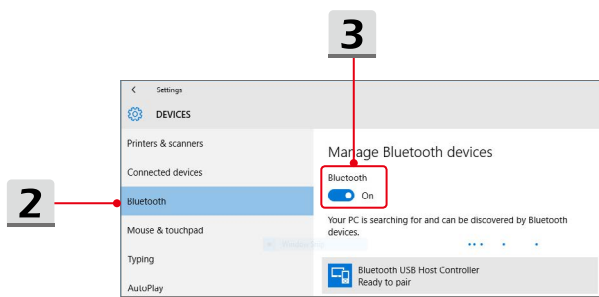 3
Settings
DEVICES
Printers & scanners
Manage Bluetooth devices
Connected devices
Bluetooth
On
2
Bluetooth
Your PC is searching for and can be discovered by Bluetooth
devices.
Mouse & touchpad
Typing
Bluetooth USB Host Controller
Ready to pair
AutoPlay